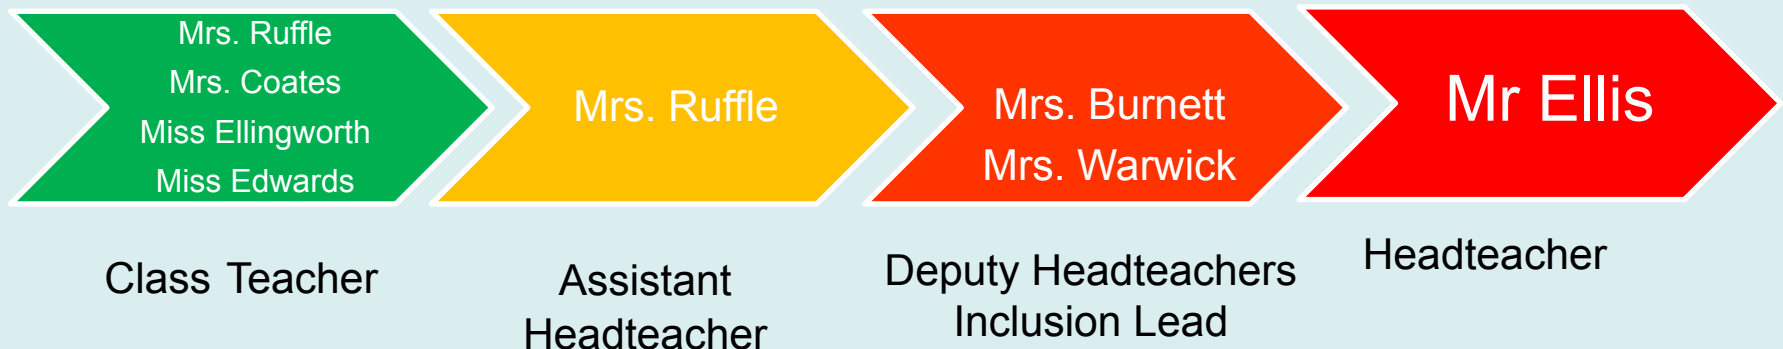 Mrs. Ruffle
Mrs. Coates
Miss Ellingworth
Miss Edwards
Mrs. Ruffle
Mrs. Burnett
Mrs. Warwick
Mr Ellis
Class Teacher
Assistant
Headteacher
Deputy Headteachers
Inclusion Lead
Headteacher